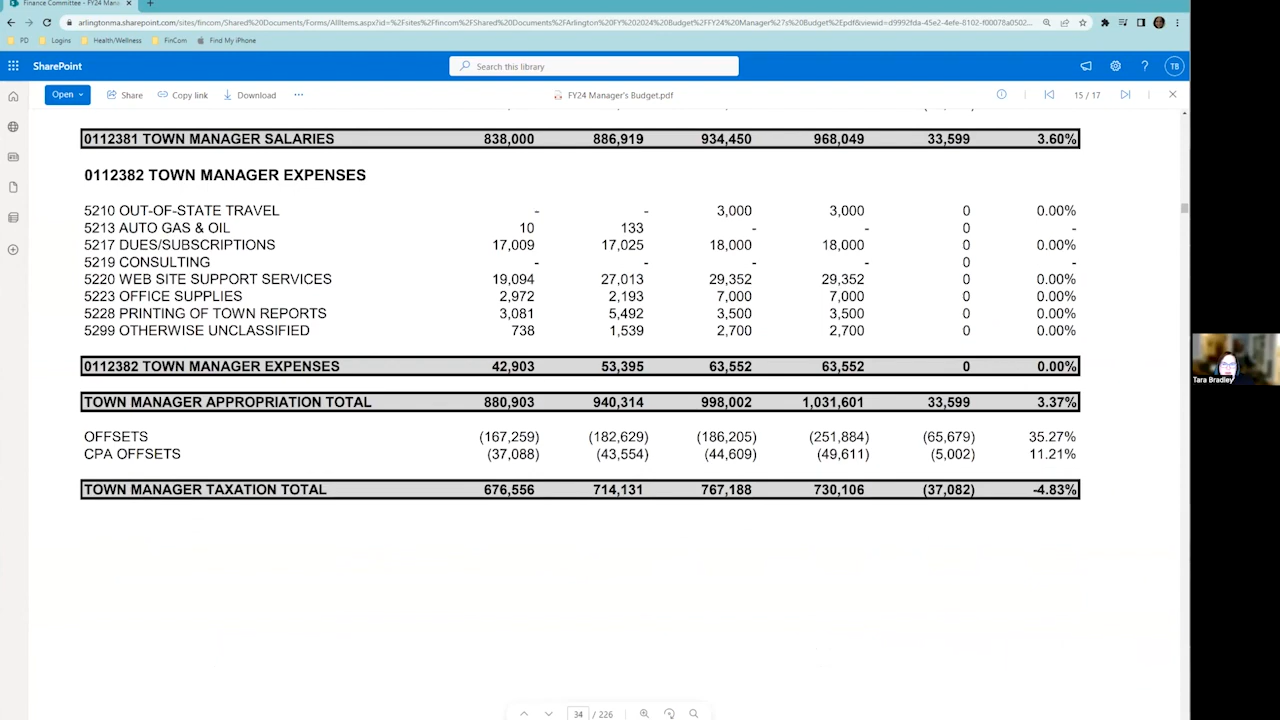 Finance Committee - FY24 Mana
arlingtonma.sharepoint.com/sites/fincom/Shared%20Documents/Forms/AllItems.aspx?id=%2Fsites%2Ffincom%2FShared%20Documents%2FArlington%20FY%202024%20Budget%2FFY24%20Manager%27s%20Budget%2Epdf&viewid=d9992fda-45e2-4efe-8102-f00078a0502...
PD Logins Health/Wellness FinCom Find My iPhone
SharePoint Search this library TB
Open Share Copy link Download ... FY24 Manager's Budget.pdf 15 / 17
0112381 TOWN MANAGER SALARIES 838,000 886,919 934,450 968,049 33,599 3.60%
0112382 TOWN MANAGER EXPENSES
5210 OUT-OF-STATE TRAVEL - - 3,000 3,000 0 0.00%
5213 AUTO GAS & OIL 10 133 - - 0 -
5217 DUES/SUBSCRIPTIONS 17,009 17,025 18,000 18,000 0 0.00%
5219 CONSULTING - - - - 0 -
5220 WEB SITE SUPPORT SERVICES 19,094 27,013 29,352 29,352 0 0.00%
5223 OFFICE SUPPLIES 2,972 2,193 7,000 7,000 0 0.00%
5228 PRINTING OF TOWN REPORTS 3,081 5,492 3,500 3,500 0 0.00%
5299 OTHERWISE UNCLASSIFIED 738 1,539 2,700 2,700 0 0.00%
0112382 TOWN MANAGER EXPENSES 42,903 53,395 63,552 63,552 0 0.00%
Tara Bradley
TOWN MANAGER APPROPRIATION TOTAL 880,903 940,314 998,002 1,031,601 33,599 3.37%
OFFSETS (167,259) (182,629) (186,205) (251,884) (65,679) 35.27%
CPA OFFSETS (37,088) (43,554) (44,609) (49,611) (5,002) 11.21%
TOWN MANAGER TAXATION TOTAL 676,556 714,131 767,188 730,106 (37,082) -4.83%
34 / 226